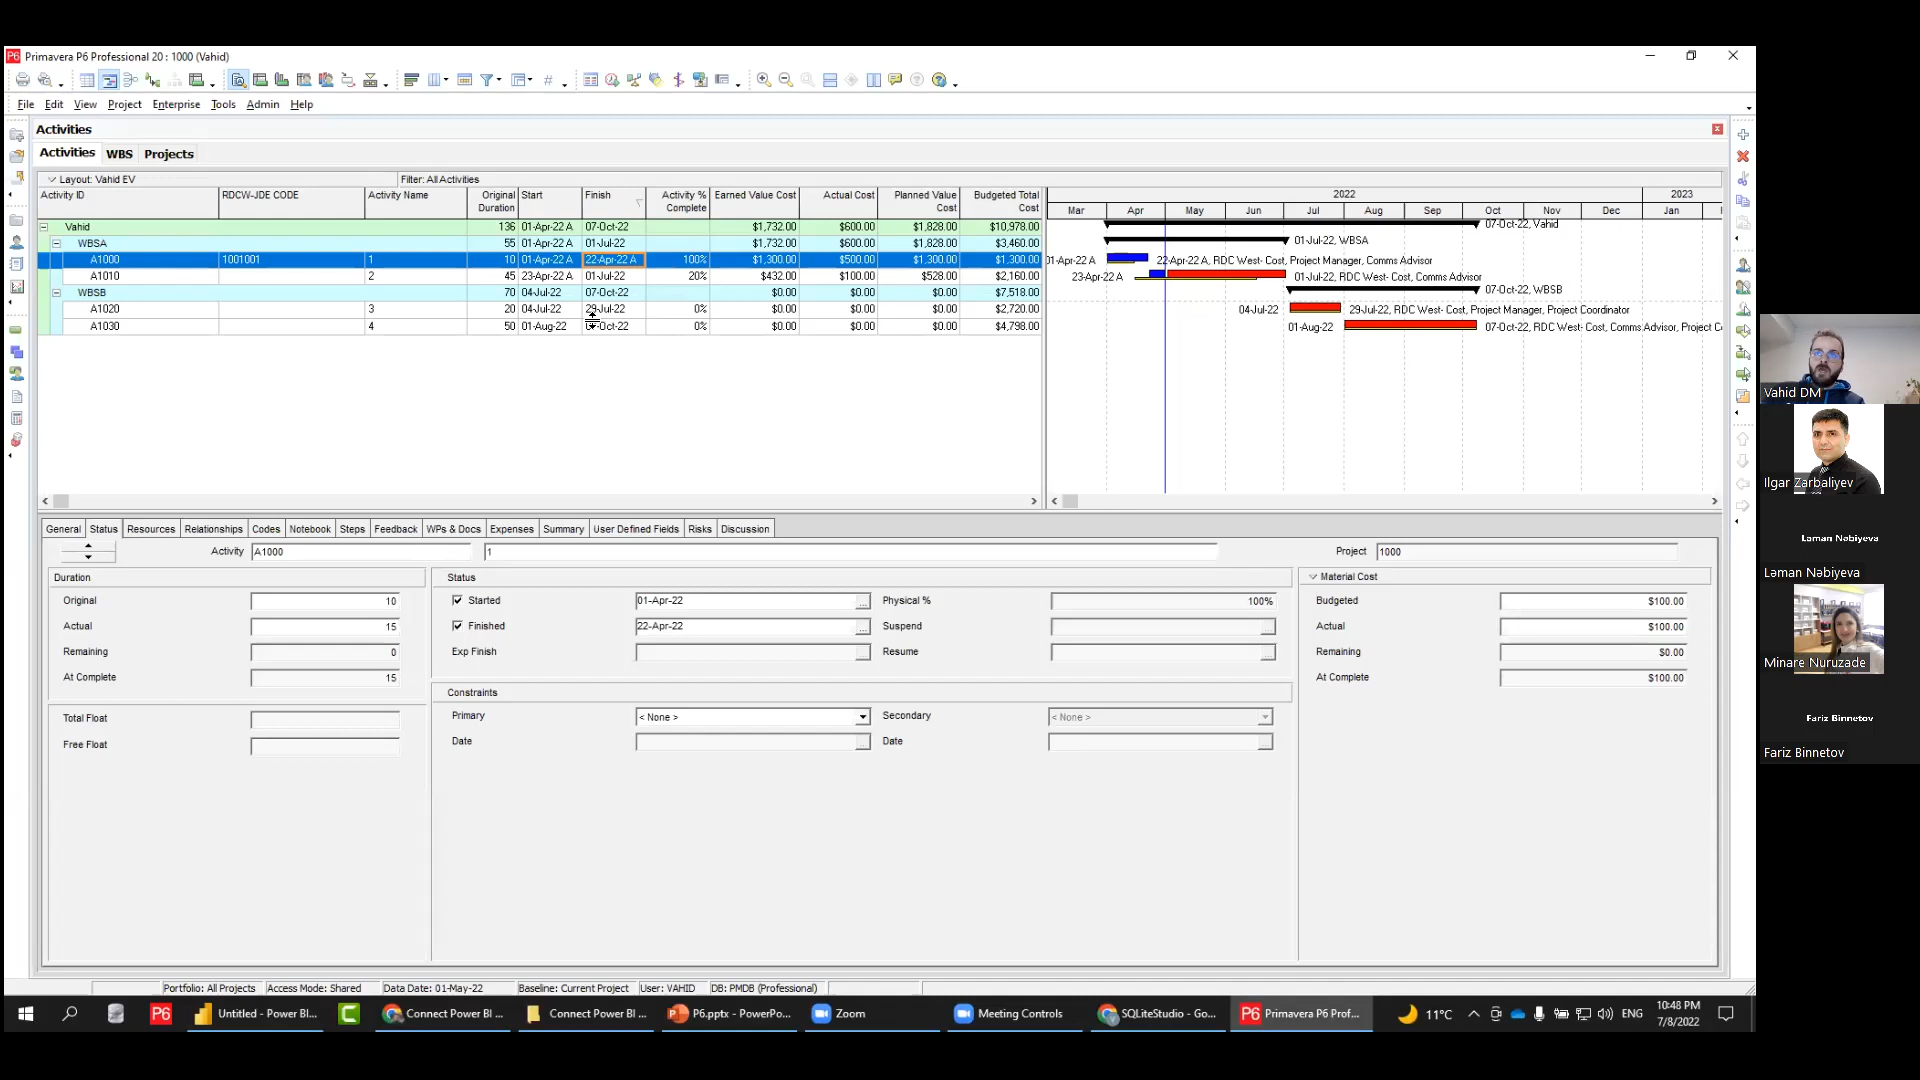 Primavera P6 Professional 20 : 1000 (Vahid)
File Edit View Project Enterprise Tools Admin Help
Activities
Activities WBS Projects
Layout: Vahid EV Filter: All Activities
Activity ID RDCW-JDE CODE Activity Name Original Duration Start Finish Activity % Complete Earned Value Cost Actual Cost Planned Value Cost Budgeted Total Cost
2022 2023
Mar Apr May Jun Jul Aug Sep Oct Nov Dec Jan
Vahid 136 01-Apr-22 A 07-Oct-22 $1,732.00 $600.00 $1,828.00 $10,978.00 07-Oct-22, Vahid
WBSA 55 01-Apr-22 A 01-Jul-22 $1,732.00 $600.00 $1,828.00 $3,460.00 01-Jul-22, WBSA
A1000 1001001 1 10 01-Apr-22 A 22-Apr-22 A 100% $1,300.00 $500.00 $1,300.00 $1,300.00 01-Apr-22 A 22-Apr-22 A, RDC West- Cost, Project Manager, Comms Advisor
A1010 2 45 23-Apr-22 A 01-Jul-22 20% $432.00 $100.00 $528.00 $2,160.00 23-Apr-22 A 01-Jul-22, RDC West- Cost, Comms Advisor
WBSB 70 04-Jul-22 07-Oct-22 $0.00 $0.00 $0.00 $7,518.00 07-Oct-22, WBSB
A1020 3 20 04-Jul-22 29-Jul-22 0% $0.00 $0.00 $0.00 $2,720.00 04-Jul-22 29-Jul-22, RDC West- Cost, Project Manager, Project Coordinator
A1030 4 50 01-Aug-22 07-Oct-22 0% $0.00 $0.00 $0.00 $4,798.00 01-Aug-22 07-Oct-22, RDC West- Cost, Comms Advisor, Project C
General Status Resources Relationships Codes Notebook Steps Feedback WPs & Docs Expenses Summary User Defined Fields Risks Discussion
Activity A1000 1 Project 1000
Duration Status Material Cost
Original 10 Started 01-Apr-22 Physical % 100% Budgeted $100.00
Actual 15 Finished 22-Apr-22 Suspend Actual $100.00
Remaining 0 Exp Finish Resume Remaining $0.00
At Complete 15 At Complete $100.00
Constraints
Total Float Primary < None > Secondary < None >
Free Float Date Date
Portfolio: All Projects Access Mode: Shared Data Date: 01-May-22 Baseline: Current Project User: VAHID DB: PMDB (Professional)
P6 Untitled - Power BI... Connect Power BI ... Connect Power BI ... P6.pptx - PowerPo... Zoom Meeting Controls SQLiteStudio - Go... Primavera P6 Prof... 11°C ENG 10:48 PM
7/8/2022
Vahid DM
Ilgar Zarbaliyev
Ləman Nəbiyeva
Ləman Nəbiyeva
Minare Nuruzade
Fariz Binnetov
Fariz Binnetov